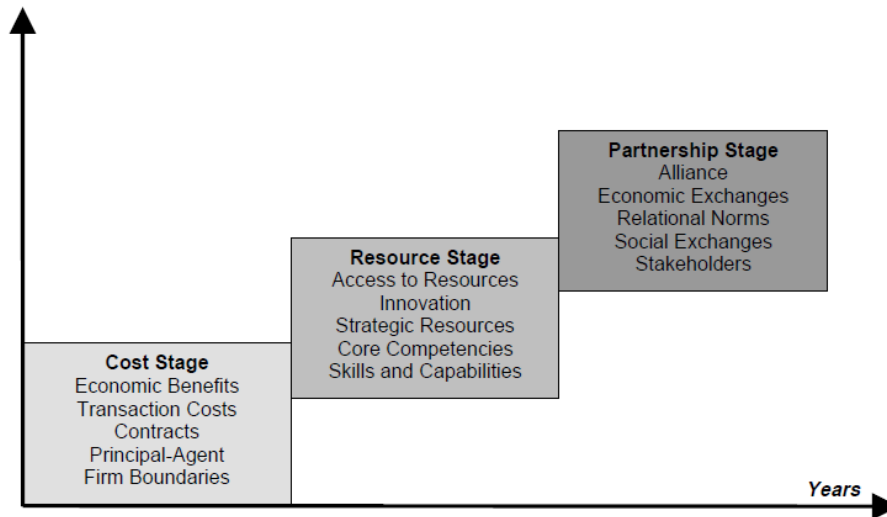 Partnership Stage
Alliance
Economic Exchanges
Relational Norms
Social Exchanges
Stakeholders
Resource Stage
Access to Resources
Innovation
Strategic Resources
Core Competencies
Skills and Capabilities
Cost Stage
Economic Benefits
Transaction Costs
Contracts
Principal-Agent
Firm Boundaries
Years